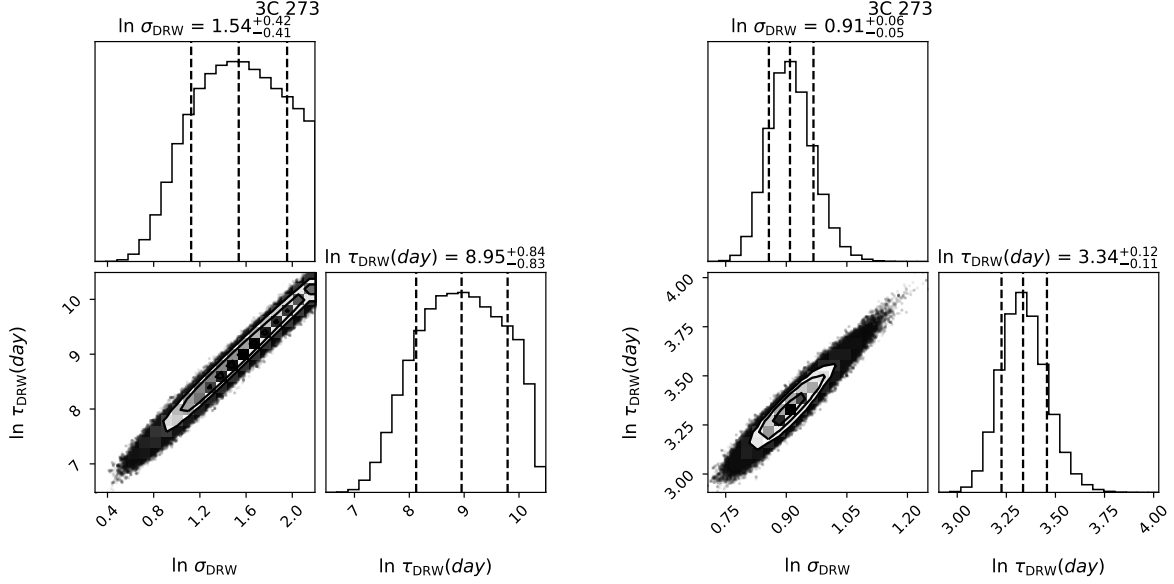 3C 273
ln σ_DRW = 1.54^{+0.42}_{−0.41}
ln τ_DRW(day) = 8.95^{+0.84}_{−0.83}
10
9
8
7
ln τ_DRW(day)
0.4 0.8 1.2 1.6 2.0
ln σ_DRW
7 8 9 10
ln τ_DRW(day)
3C 273
ln σ_DRW = 0.91^{+0.06}_{−0.05}
ln τ_DRW(day) = 3.34^{+0.12}_{−0.11}
4.00
3.75
3.50
3.25
3.00
ln τ_DRW(day)
0.75 0.90 1.05 1.20
ln σ_DRW
3.00 3.25 3.50 3.75 4.00
ln τ_DRW(day)